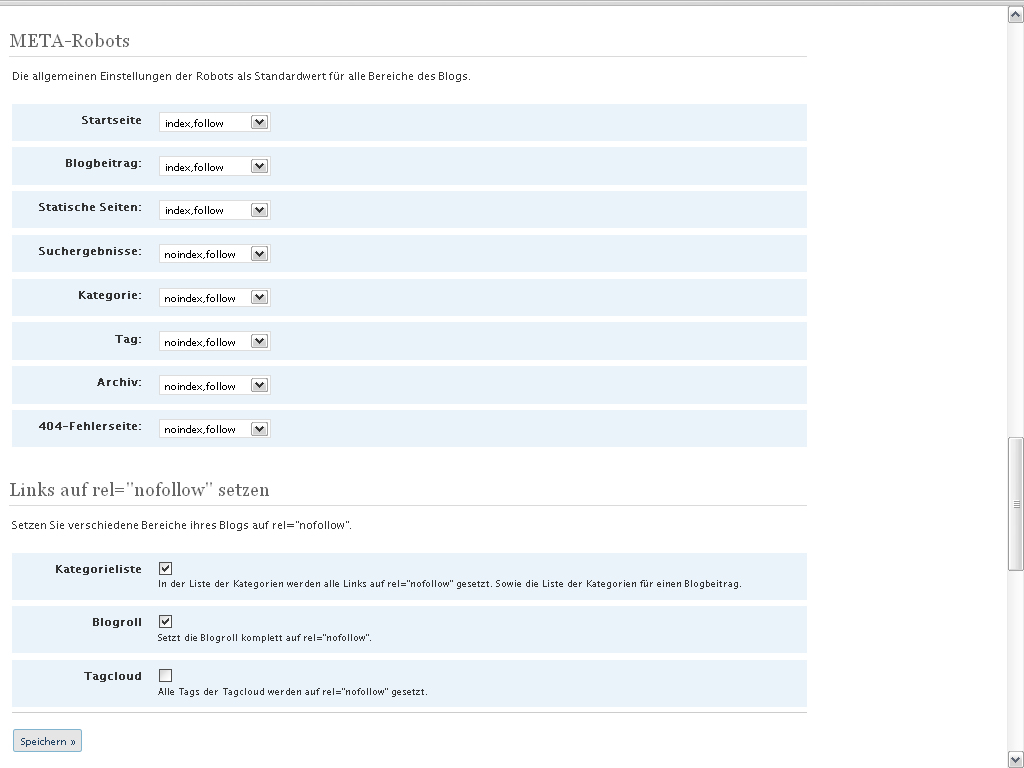 META-Robots
Die allgemeinen Einstellungen der Robots als Standardwert für alle Bereiche des Blogs.
Startseite index,follow
Blogbeitrag: index,follow
Statische Seiten: index,follow
Suchergebnisse: noindex,follow
Kategorie: noindex,follow
Tag: noindex,follow
Archiv: noindex,follow
404-Fehlerseite: noindex,follow
Links auf rel="nofollow" setzen
Setzen Sie verschiedene Bereiche ihres Blogs auf rel="nofollow".
Kategorieliste
In der Liste der Kategorien werden alle Links auf rel="nofollow" gesetzt. Sowie die Liste der Kategorien für einen Blogbeitrag.
Blogroll
Setzt die Blogroll komplett auf rel="nofollow".
Tagcloud
Alle Tags der Tagcloud werden auf rel="nofollow" gesetzt.
Speichern »